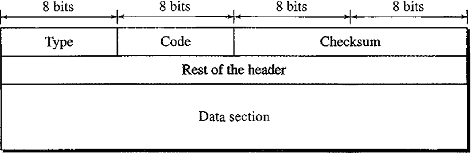 8 bits 8 bits 8 bits 8 bits
Type Code Checksum
Rest of the header
Data section